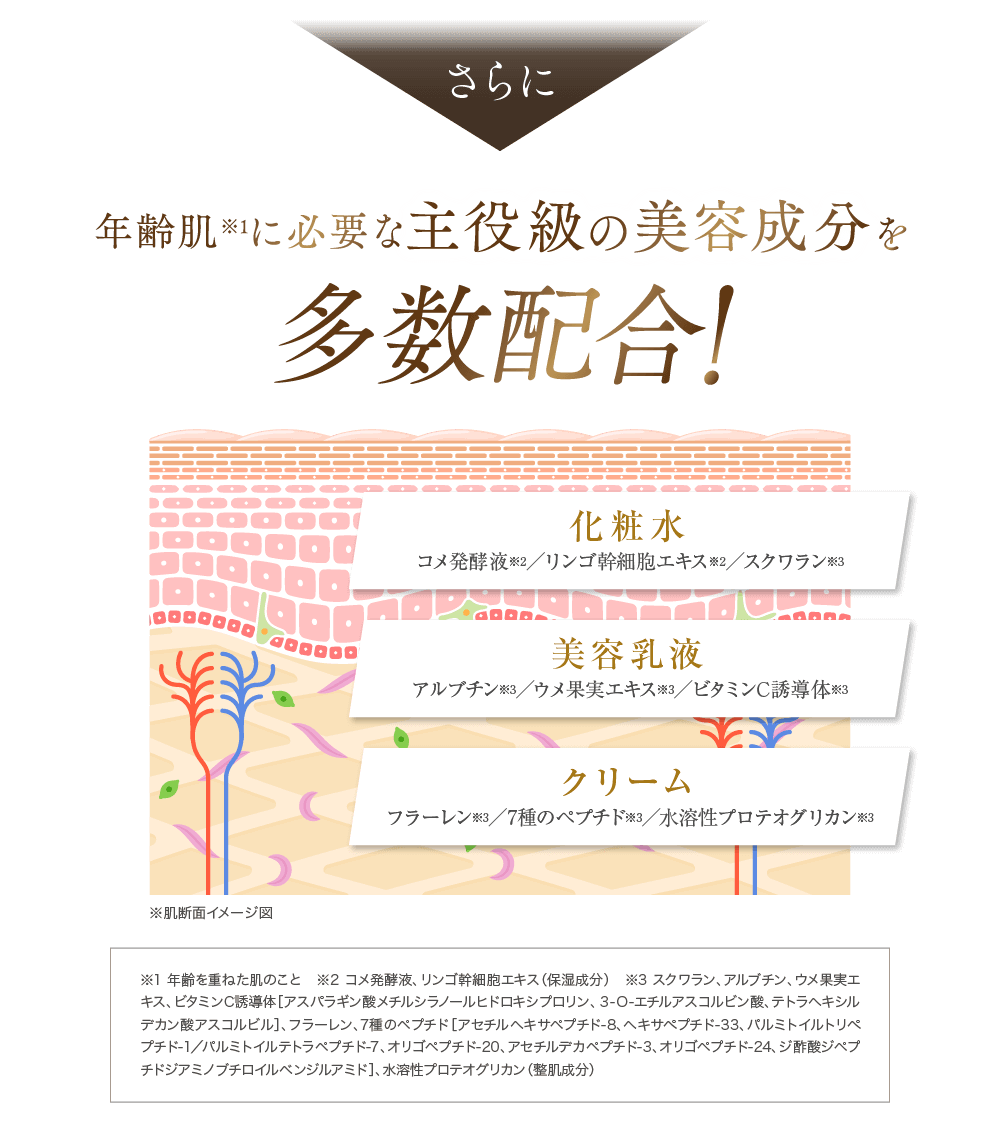 さらに
年齢肌※1に必要な主役級の美容成分を
多数配合!
化粧水
コメ発酵液※2／リンゴ幹細胞エキス※2／スクワラン※3
美容乳液
アルブチン※3／ウメ果実エキス※3／ビタミンC誘導体※3
クリーム
フラーレン※3／7種のペプチド※3／水溶性プロテオグリカン※3
※肌断面イメージ図
※1 年齢を重ねた肌のこと　※2 コメ発酵液、リンゴ幹細胞エキス（保湿成分）　※3 スクワラン、アルブチン、ウメ果実エ
キス、ビタミンC誘導体［アスパラギン酸メチルシラノールヒドロキシプロリン、3-O-エチルアスコルビン酸、テトラヘキシル
デカン酸アスコルビル］、フラーレン、7種のペプチド［アセチルヘキサペプチド-8、ヘキサペプチド-33、パルミトイルトリペ
プチド-1／パルミトイルテトラペプチド-7、オリゴペプチド-20、アセチルデカペプチド-3、オリゴペプチド-24、ジ酢酸ジペプ
チドジアミノブチロイルベンジルアミド］、水溶性プロテオグリカン（整肌成分）